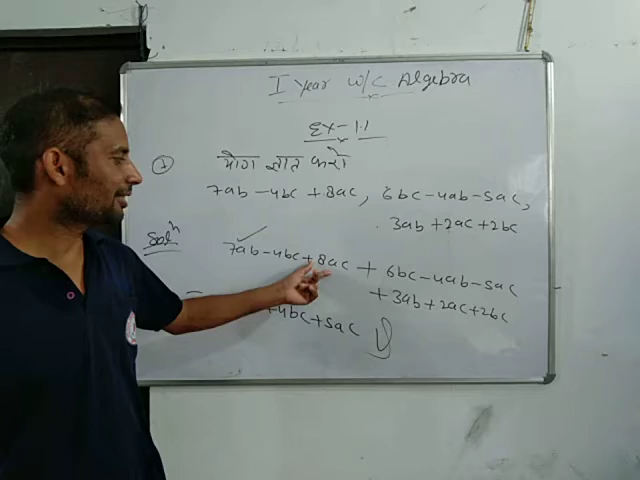 I Year W/C Algebra
Ex-1.1
① योग ज्ञात करो
7ab-4bc+8ac, 6bc-4ab-5ac,
3ab+2ac+2bc
Solⁿ
7ab-4bc+8ac + 6bc-4ab-5ac
+3ab+2ac+2bc
+4bc+5ac